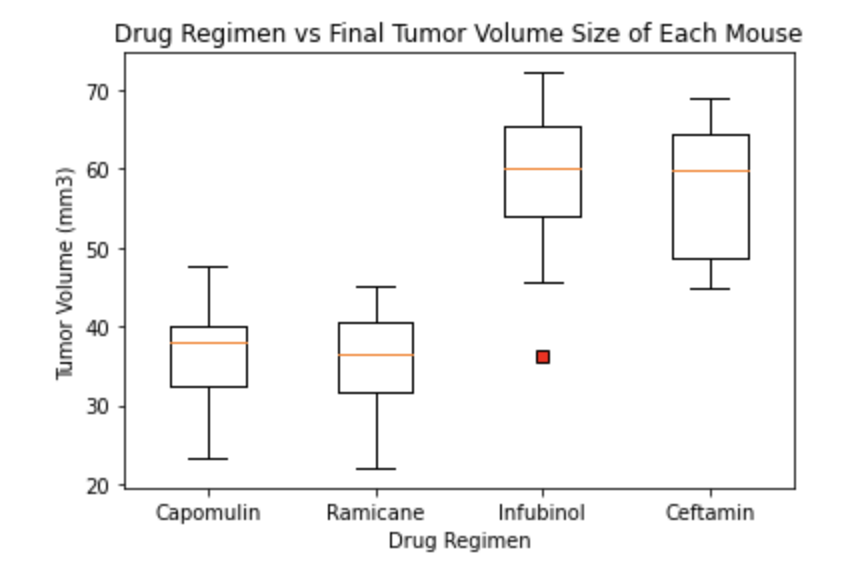 Drug Regimen vs Final Tumor Volume Size of Each Mouse
Tumor Volume (mm3)
70
60
50
40
30
20
Capomulin Ramicane Infubinol Ceftamin
Drug Regimen